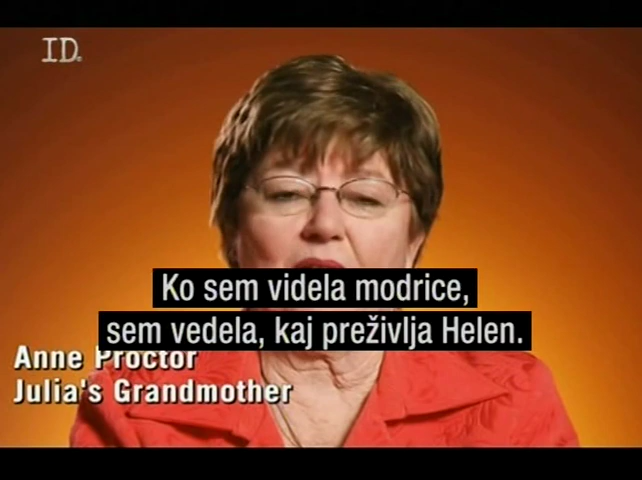 ID.
Ko sem videla modrice,
sem vedela, kaj preživlja Helen.
Anne Proctor
Julia's Grandmother